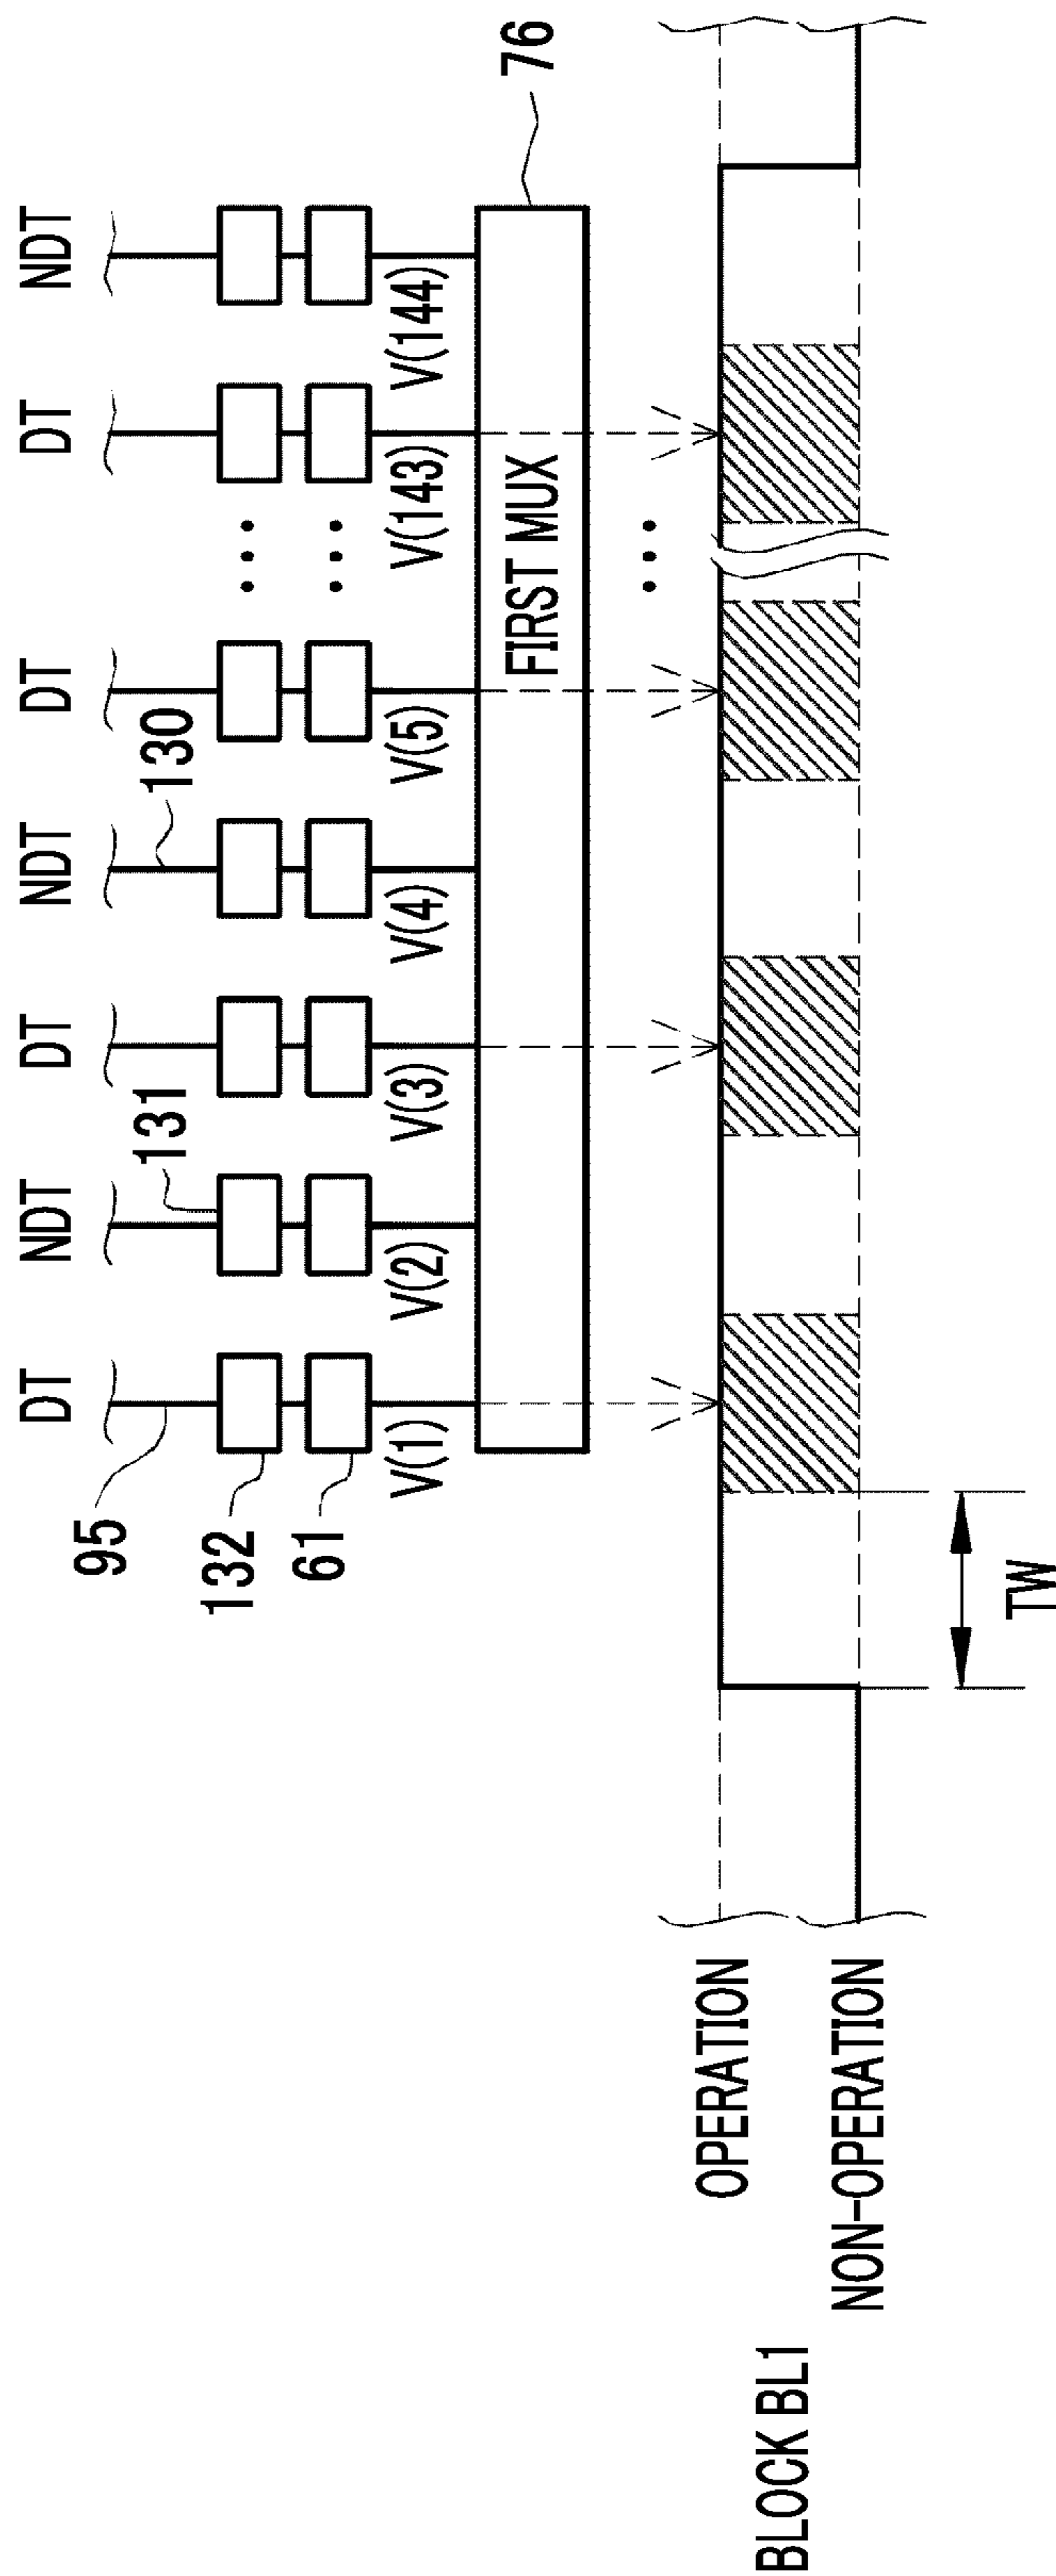 DT NDT DT NDT DT DT NDT
95 131 130
132
61
V(1) V(2) V(3) V(4) V(5) V(143) V(144)
... ...
FIRST MUX 76
...
OPERATION
BLOCK BL1
NON-OPERATION
TW